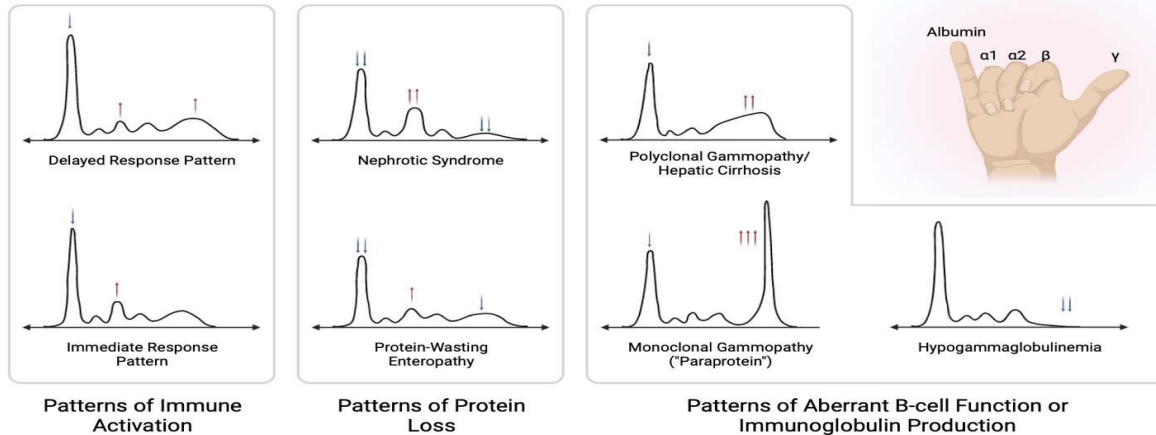 Albumin
α1 α2 β
γ
Delayed Response Pattern
Nephrotic Syndrome
Polyclonal Gammopathy/
Hepatic Cirrhosis
Immediate Response
Pattern
Protein-Wasting
Enteropathy
Monoclonal Gammopathy
("Paraprotein")
Hypogammaglobulinemia
Patterns of Immune
Activation
Patterns of Protein
Loss
Patterns of Aberrant B-cell Function or
Immunoglobulin Production